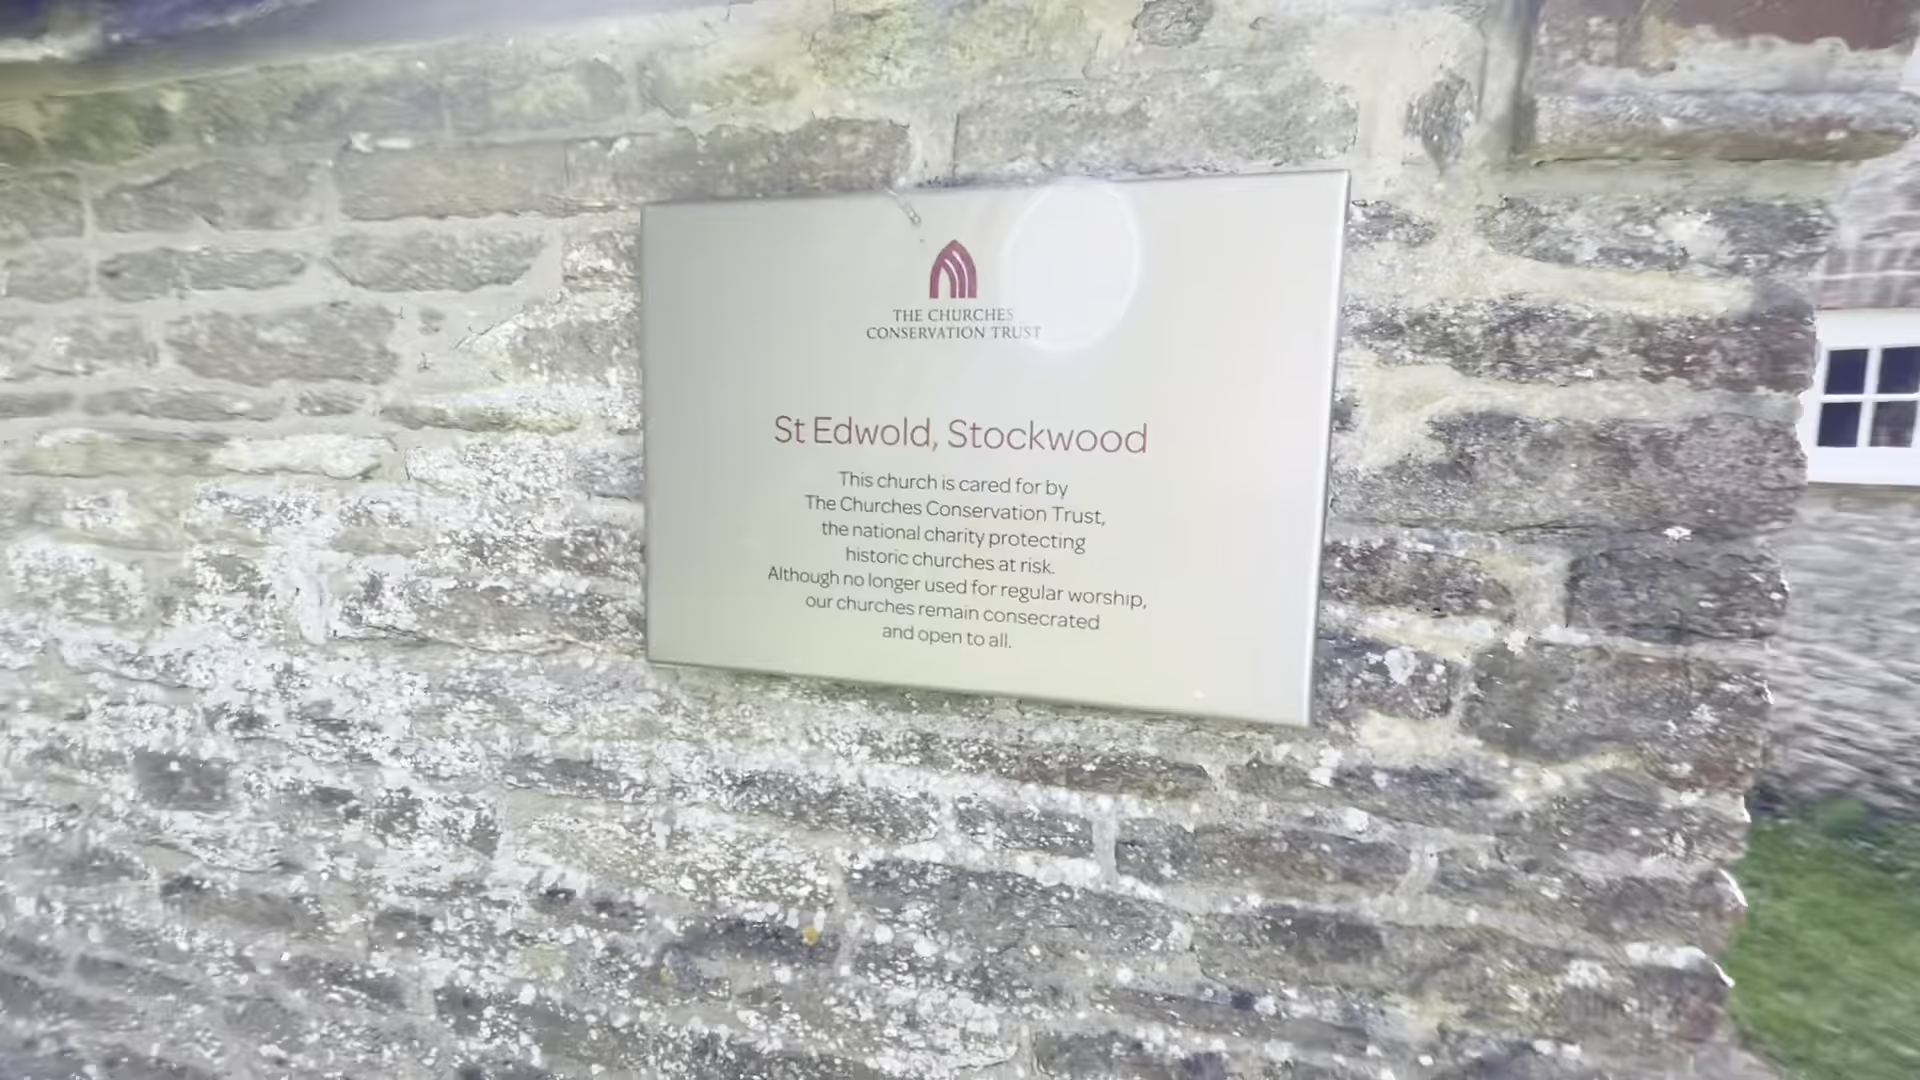 THE CHURCHES
CONSERVATION TRUST
St Edwold, Stockwood
This church is cared for by
The Churches Conservation Trust,
the national charity protecting
historic churches at risk.
Although no longer used for regular worship,
our churches remain consecrated
and open to all.